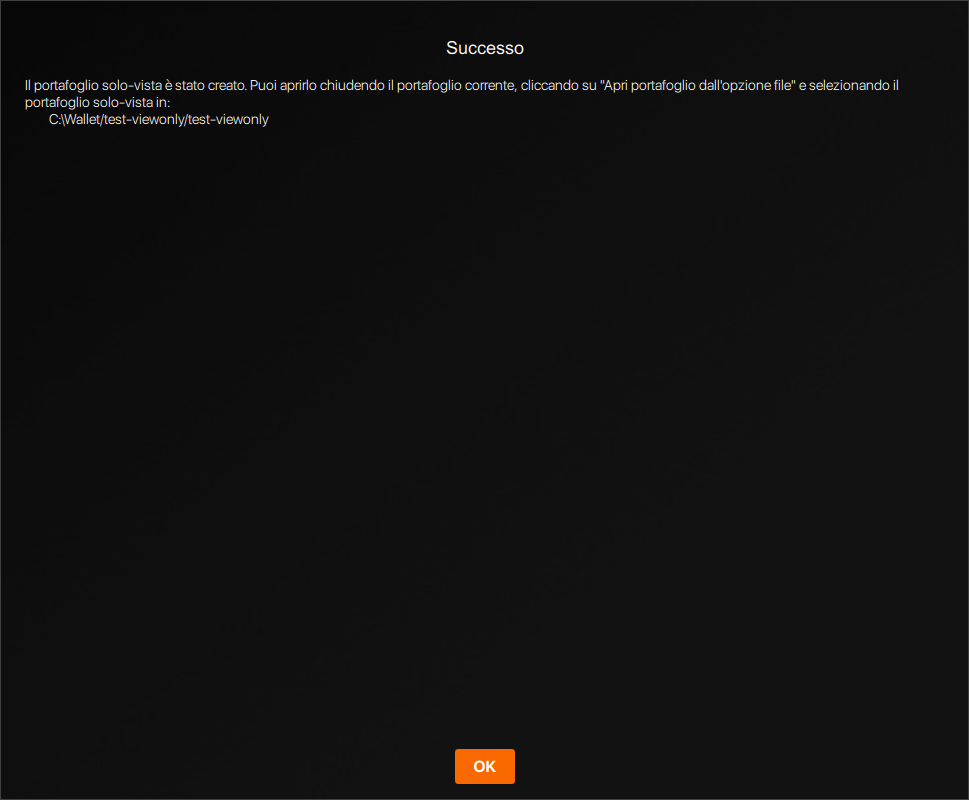 Successo
Il portafoglio solo-vista è stato creato. Puoi aprirlo chiudendo il portafoglio corrente, cliccando su "Apri portafoglio dall'opzione file" e selezionando il
portafoglio solo-vista in:
C:\Wallet/test-viewonly/test-viewonly
OK